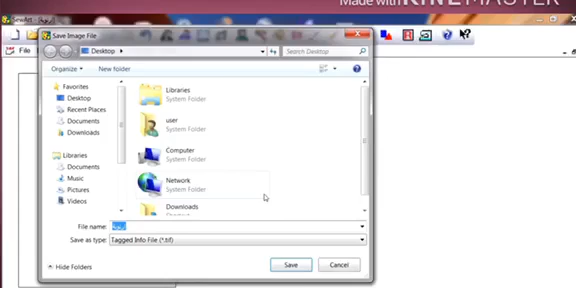 Made with KINEMASTER
SewArt
File
Save Image File
Desktop
Search Desktop
Organize
New folder
Favorites
Desktop
Recent Places
Documents
Downloads
Libraries
Documents
Music
Pictures
Videos
Libraries
System Folder
user
System Folder
Computer
System Folder
Network
System Folder
Downloads
File name:
Save as type: Tagged Info File (*.tif)
Hide Folders
Save
Cancel